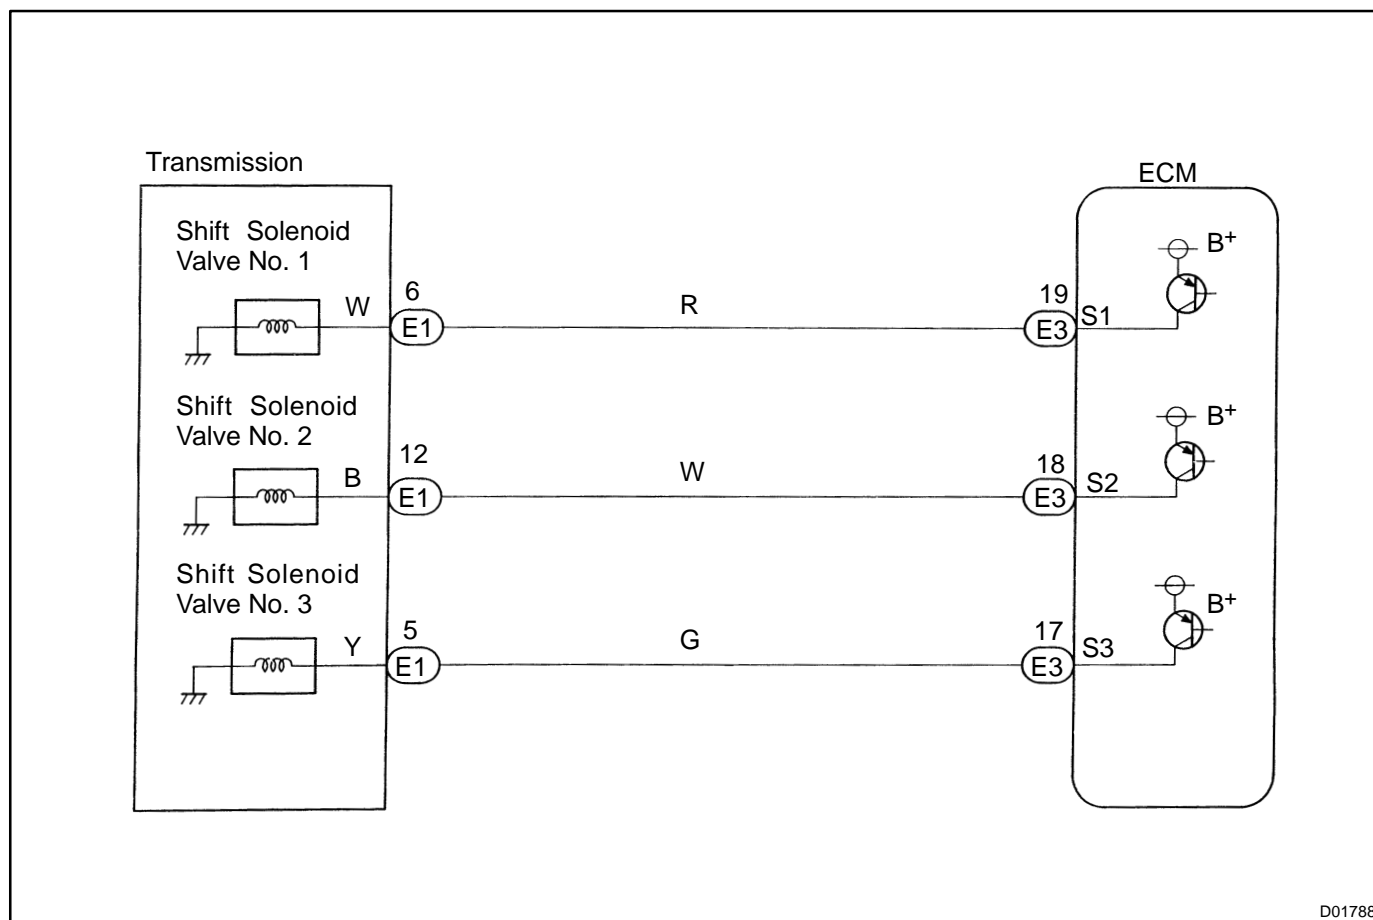 Transmission
ECM
Shift Solenoid
Valve No. 1
B+
W
6
E1
R
19
E3
S1
Shift Solenoid
Valve No. 2
B+
B
12
E1
W
18
E3
S2
Shift Solenoid
Valve No. 3
B+
Y
5
E1
G
17
E3
S3
D01788